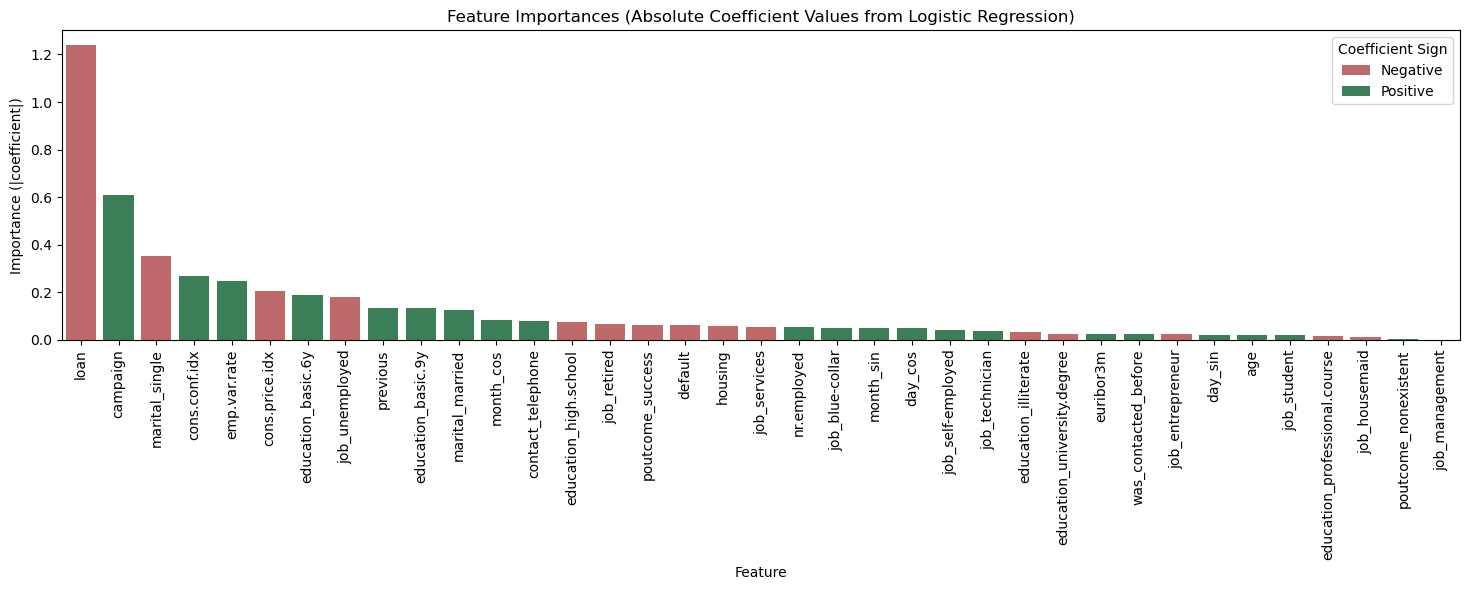 Feature Importances (Absolute Coefficient Values from Logistic Regression)
Coefficient Sign
Negative
Positive
Importance (|coefficient|)
1.2
1.0
0.8
0.6
0.4
0.2
0.0
loan
campaign
marital_single
cons.conf.idx
emp.var.rate
cons.price.idx
education_basic.6y
job_unemployed
previous
education_basic.9y
marital_married
month_cos
contact_telephone
education_high.school
job_retired
poutcome_success
default
housing
job_services
nr.employed
job_blue-collar
month_sin
day_cos
job_self-employed
job_technician
education_illiterate
education_university.degree
euribor3m
was_contacted_before
job_entrepreneur
day_sin
age
job_student
education_professional.course
job_housemaid
poutcome_nonexistent
job_management
Feature